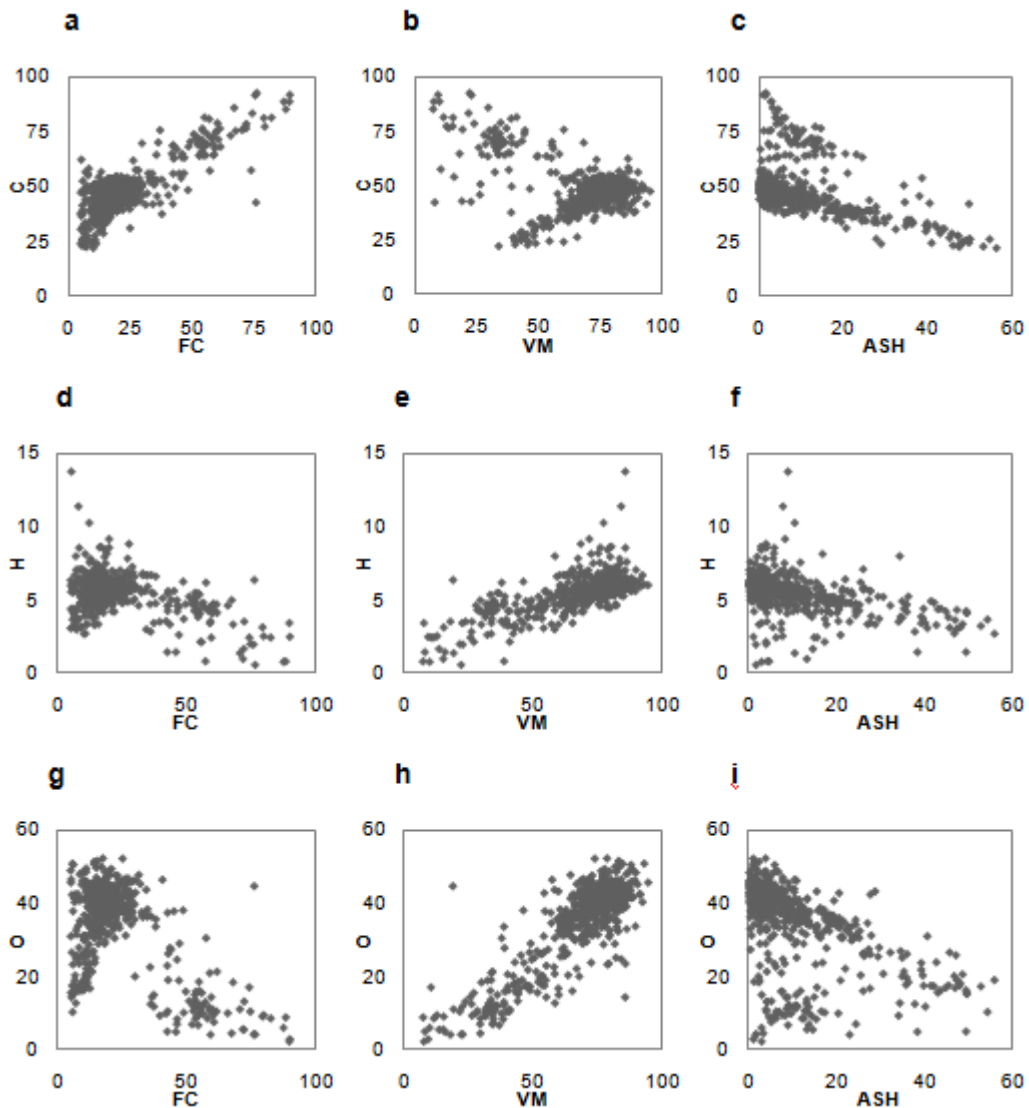 a b c
100 100 100
75 75 75
C 50 C 50 C 50
25 25 25
0 0 0
0 25 50 75 100 0 25 50 75 100 0 20 40 60
FC VM ASH
d e f
15 15 15
10 10 10
H H H
5 5 5
0 0 0
0 50 100 0 50 100 0 20 40 60
FC VM ASH
g h i
60 60 60
40 40 40
O O O
20 20 20
0 0 0
0 50 100 0 50 100 0 20 40 60
FC VM ASH